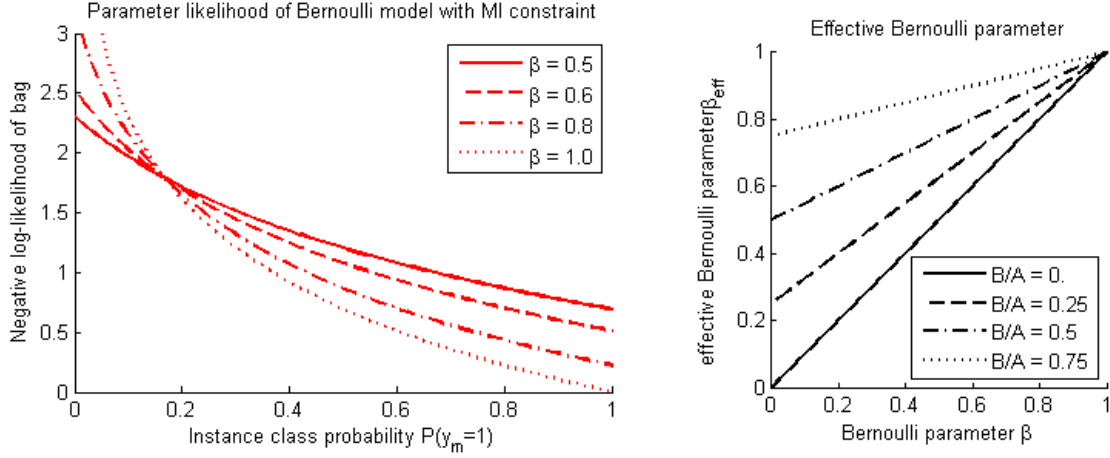 Parameter likelihood of Bernoulli model with MI constraint
Negative log-likelihood of bag
3
2.5
2
1.5
1
0.5
0
0
0.2
0.4
0.6
0.8
1
Instance class probability P(y_m=1)
β = 0.5
β = 0.6
β = 0.8
β = 1.0
Effective Bernoulli parameter
effective Bernoulli parameterβ_eff
1
0.8
0.6
0.4
0.2
0
0
0.2
0.4
0.6
0.8
1
Bernoulli parameter β
B/A = 0.
B/A = 0.25
B/A = 0.5
B/A = 0.75